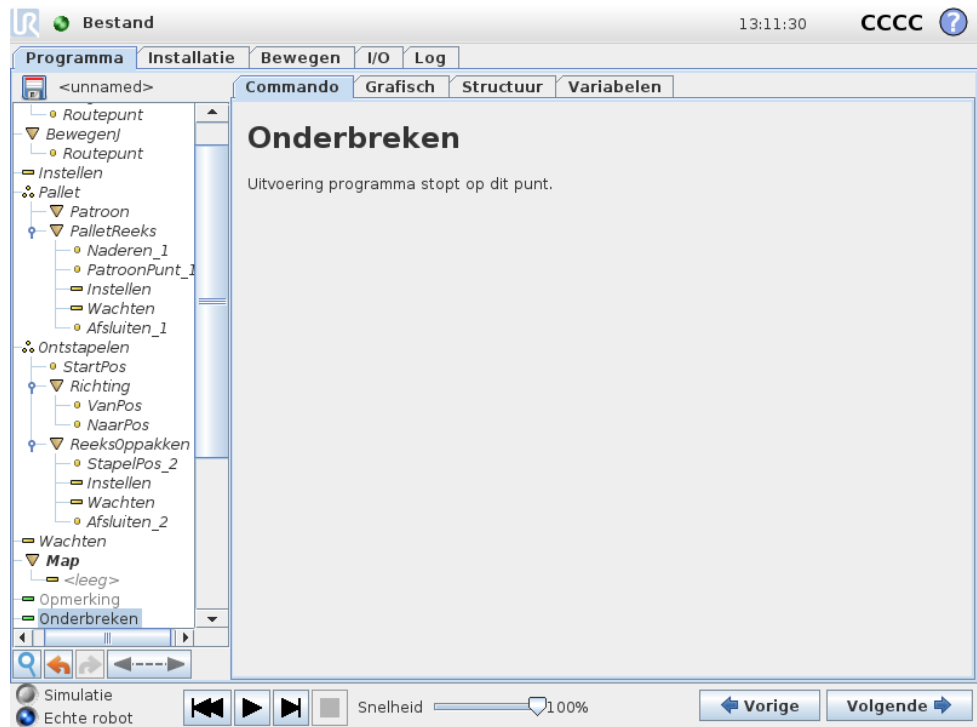 UR Bestand 13:11:30 CCCC ?
Programma Installatie Bewegen I/O Log
<unnamed>
Commando Grafisch Structuur Variabelen
Routepunt
BewegenJ
Routepunt
Instellen
Pallet
Patroon
PalletReeks
Naderen_1
PatroonPunt_1
Instellen
Wachten
Afsluiten_1
Ontstapelen
StartPos
Richting
VanPos
NaarPos
ReeksOppakken
StapelPos_2
Instellen
Wachten
Afsluiten_2
Wachten
Map
<leeg>
Opmerking
Onderbreken
Onderbreken
Uitvoering programma stopt op dit punt.
Simulatie
Echte robot
Snelheid 100%
Vorige Volgende